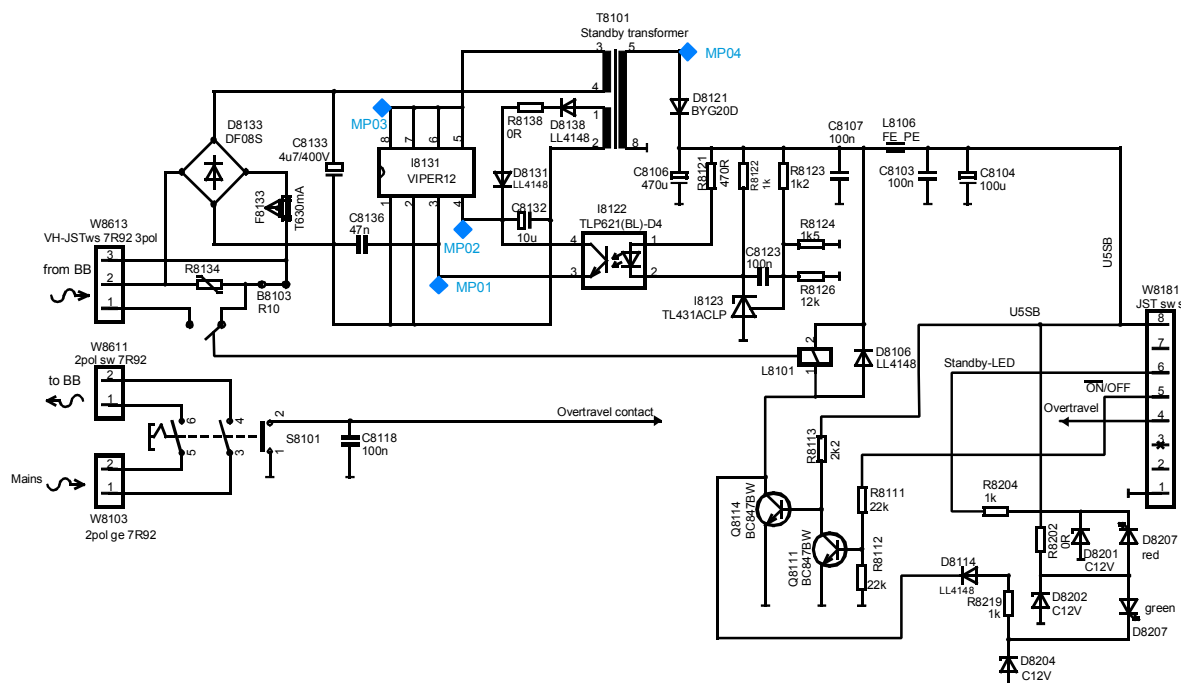 T8101
Standby transformer
3
5
MP04
4
D8121
BYG20D
1
R8138
0R
D8138
LL4148
2
8
MP03
D8133
DF08S
C8133
4u7/400V
8
7
6
5
I8131
VIPER12
1
2
3
4
D8131
LL4148
C8132
10u
C8136
47n
MP02
MP01
F8133
T630mA
I8122
TLP621(BL)-D4
4
3
1
2
C8106
470u
R8121
470R
R8122
1k
R8123
1k2
C8107
100n
L8106
FE_PE
C8103
100n
C8104
100u
R8124
1k5
C8123
100n
R8126
12k
I8123
TL431ACLP
U5SB
W8613
VH-JSTws 7R92 3pol
from BB
3
2
1
R8134
B8103
R10
W8181
JST sw s
U5SB
8
7
6
5
4
3
2
1
Standby-LED
ON/OFF
Overtravel
L8101
2
1
D8106
LL4148
W8611
2pol sw 7R92
to BB
2
1
6
5
4
3
2
1
S8101
C8118
100n
Overtravel contact
Mains
2
1
W8103
2pol ge 7R92
R8113
2k2
Q8114
BC847BW
Q8111
BC847BW
R8111
22k
R8112
22k
R8204
1k
R8202
0R
D8201
C12V
D8207
red
D8114
LL4148
R8219
1k
D8202
C12V
green
D8207
D8204
C12V